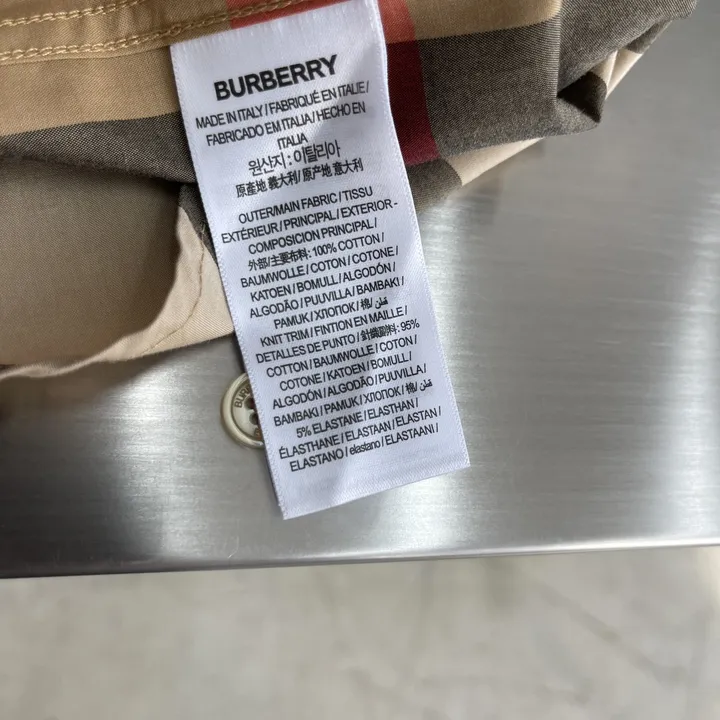 BURBERRY
MADE IN ITALY / FABRIQUÉ EN ITALIE /
FABRICADO EM ITALIA / HECHO EN
ITALIA
원산지 : 이탈리아
原產地 義大利 / 原产地 意大利
OUTER/MAIN FABRIC / TISSU
EXTÉRIEUR / PRINCIPAL / EXTERIOR -
COMPOSICION PRINCIPAL /
外部/主要布料: 100% COTTON /
BAUMWOLLE / COTON / COTONE /
KATOEN / BOMULL / ALGODÓN /
ALGODÃO / PUUVILLA / BAMBAKI /
PAMUK / ХЛОПОК / 棉 / قطن
KNIT TRIM / FINTION EN MAILLE /
DETALLES DE PUNTO / 針織副料: 95%
COTTON / BAUMWOLLE / COTON /
COTONE / KATOEN / BOMULL /
ALGODÓN / ALGODÃO / PUUVILLA /
BAMBAKI / PAMUK / ХЛОПОК / 棉 / قطن
5% ELASTANE / ELASTHAN /
ÉLASTHANE / ELASTAAN / ELASTAN /
ELASTANO / elastano / ELASTAANI /
BUR